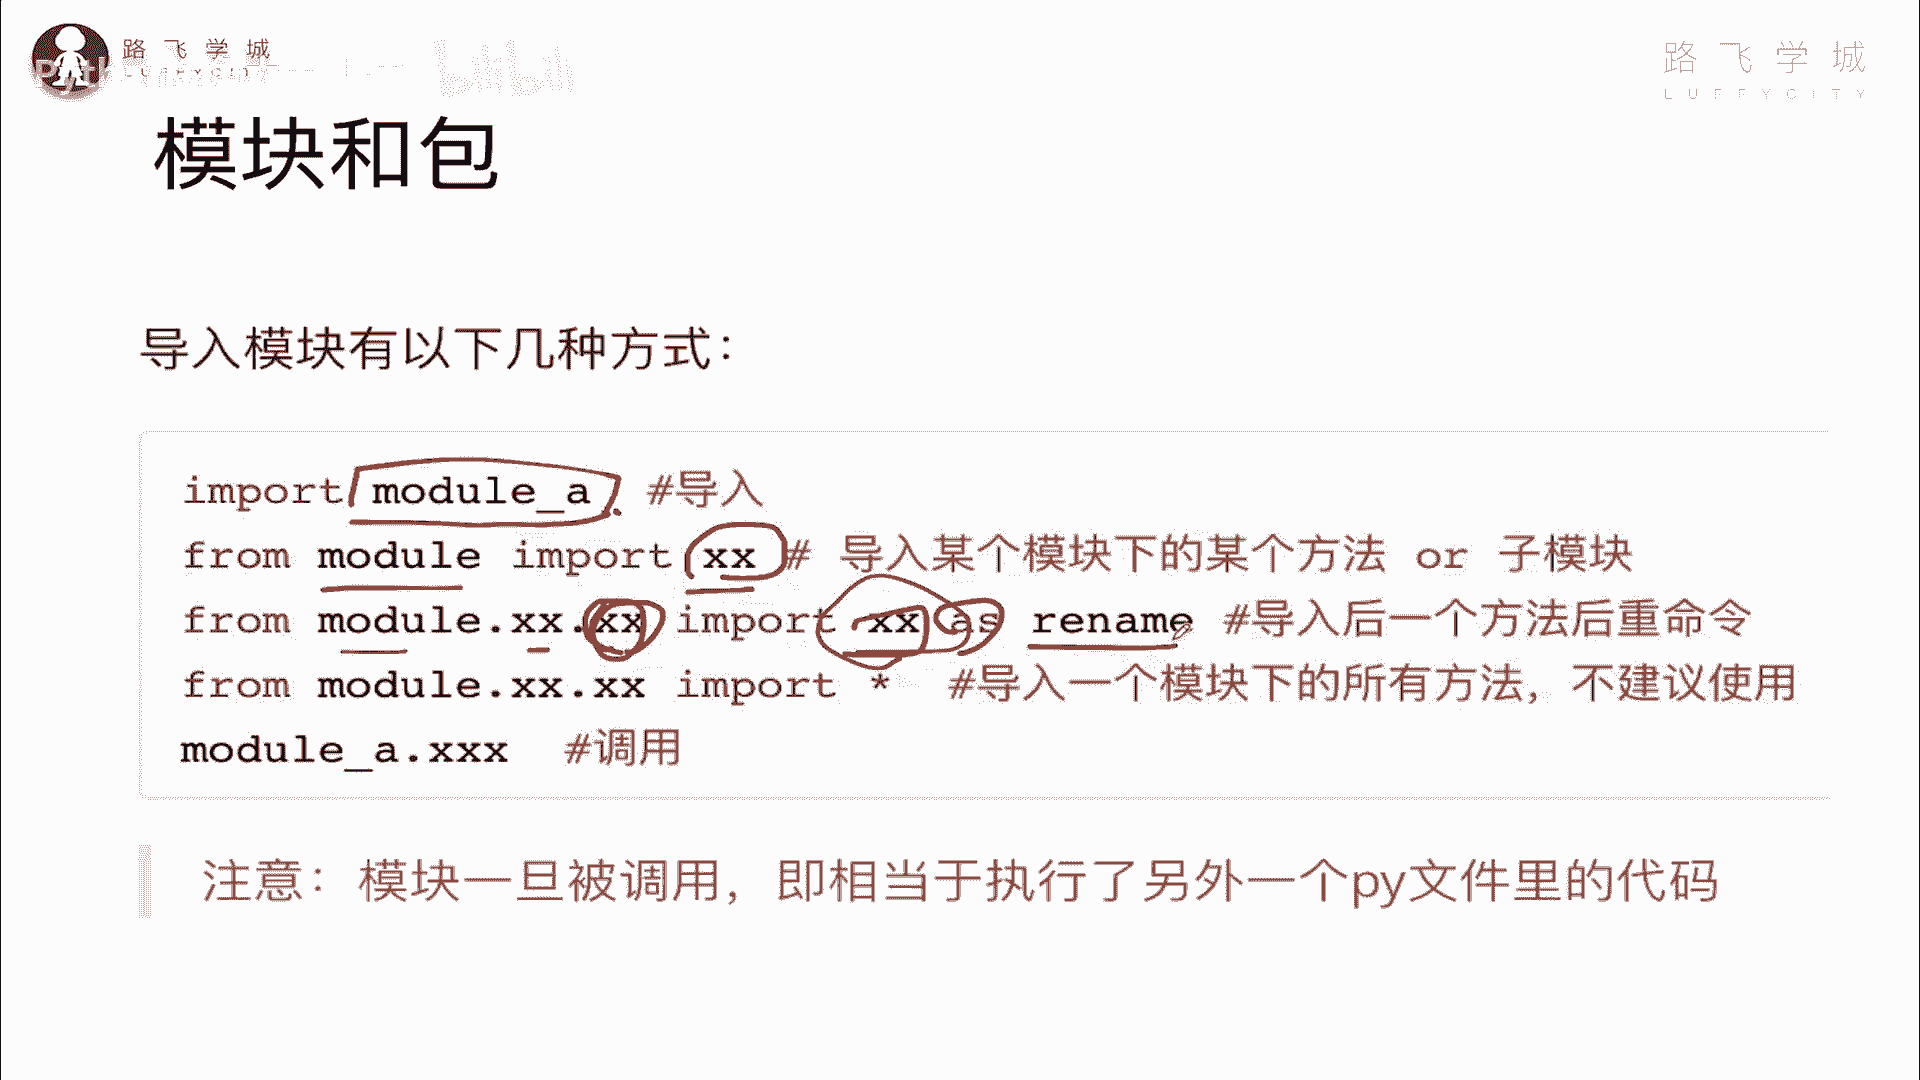 路飞学城
LUFFYCITY
bilibili
路飞学城
LUFFYCITY
模块和包
导入模块有以下几种方式：
import module_a #导入
from module import xx # 导入某个模块下的某个方法 or 子模块
from module.xx.xx import xx as rename #导入后一个方法后重命令
from module.xx.xx import * #导入一个模块下的所有方法，不建议使用
module_a.xxx #调用
注意：模块一旦被调用，即相当于执行了另外一个py文件里的代码